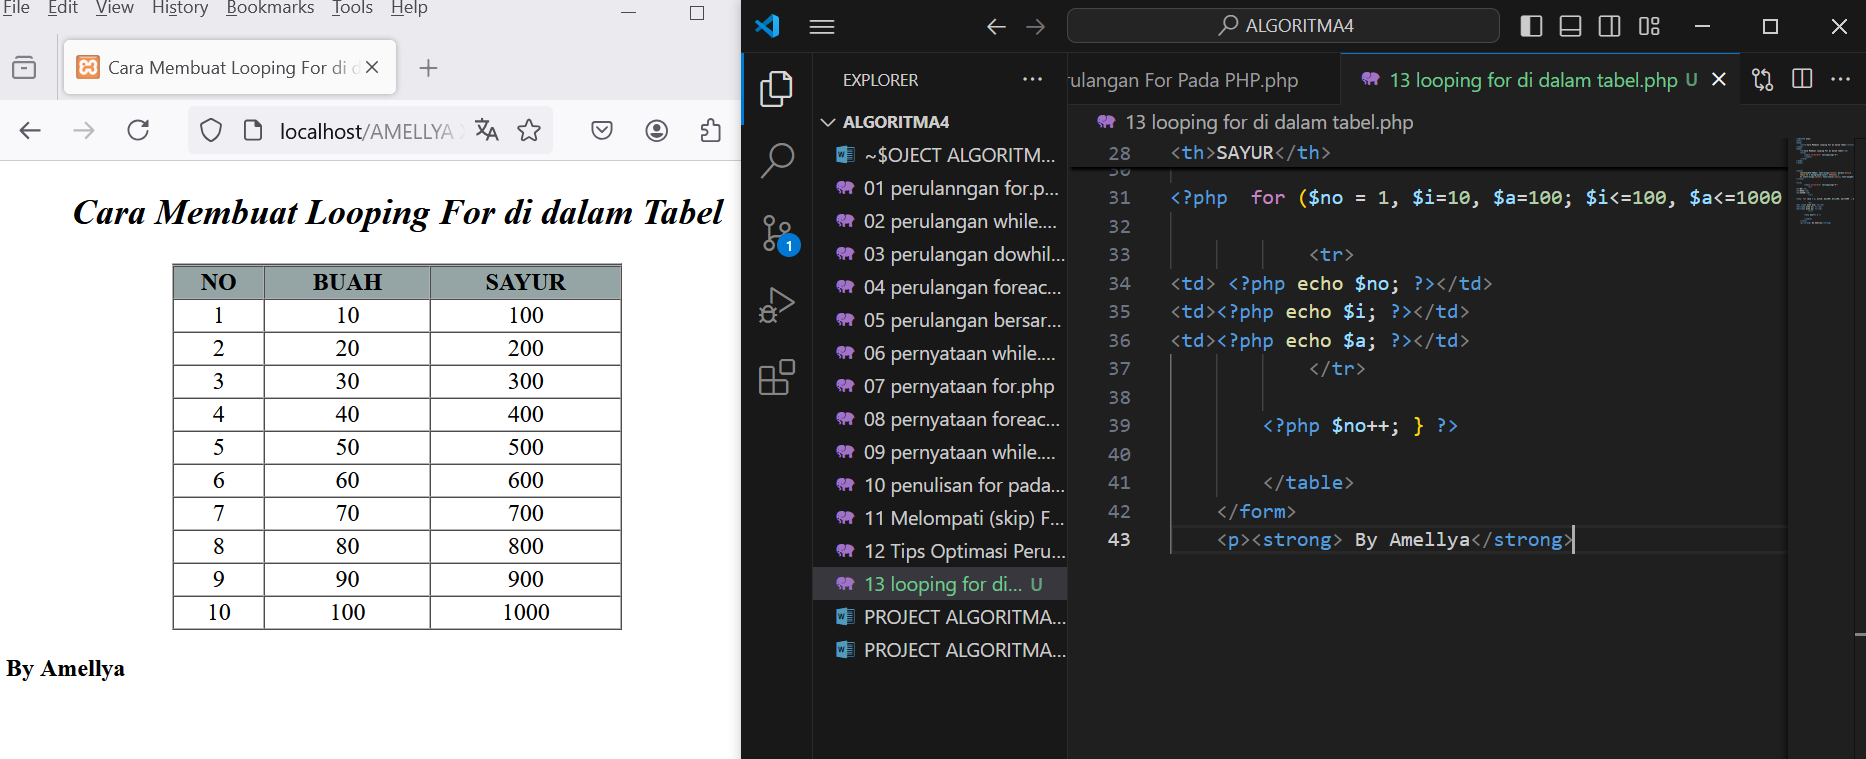 File Edit View History Bookmarks Tools Help
Cara Membuat Looping For di d
localhost/AMELLYA
Cara Membuat Looping For di dalam Tabel
NO BUAH SAYUR
1 10 100
2 20 200
3 30 300
4 40 400
5 50 500
6 60 600
7 70 700
8 80 800
9 90 900
10 100 1000
By Amellya
ALGORITMA4
1
EXPLORER
ALGORITMA4
~$OJECT ALGORITM...
01 perulanngan for.p...
02 perulangan while....
03 perulangan dowhil...
04 perulangan foreac...
05 perulangan bersar...
06 pernyataan while....
07 pernyataan for.php
08 pernyataan foreac...
09 pernyataan while....
10 penulisan for pada...
11 Melompati (skip) F...
12 Tips Optimasi Peru...
13 looping for di... U
PROJECT ALGORITMA...
PROJECT ALGORITMA...
rulangan For Pada PHP.php
13 looping for di dalam tabel.php U
13 looping for di dalam tabel.php
28 <th>SAYUR</th>
30
31 <?php for ($no = 1, $i=10, $a=100; $i<=100, $a<=1000
32
33 <tr>
34 <td> <?php echo $no; ?></td>
35 <td><?php echo $i; ?></td>
36 <td><?php echo $a; ?></td>
37 </tr>
38
39 <?php $no++; } ?>
40
41 </table>
42 </form>
43 <p><strong> By Amellya</strong>